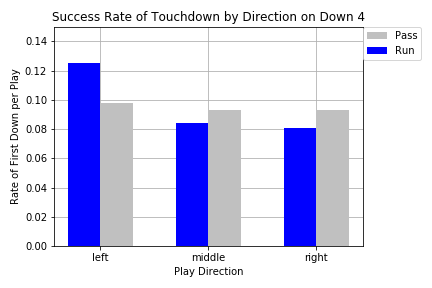 Success Rate of Touchdown by Direction on Down 4
Pass
Run
Rate of First Down per Play
0.14
0.12
0.10
0.08
0.06
0.04
0.02
0.00
left middle right
Play Direction